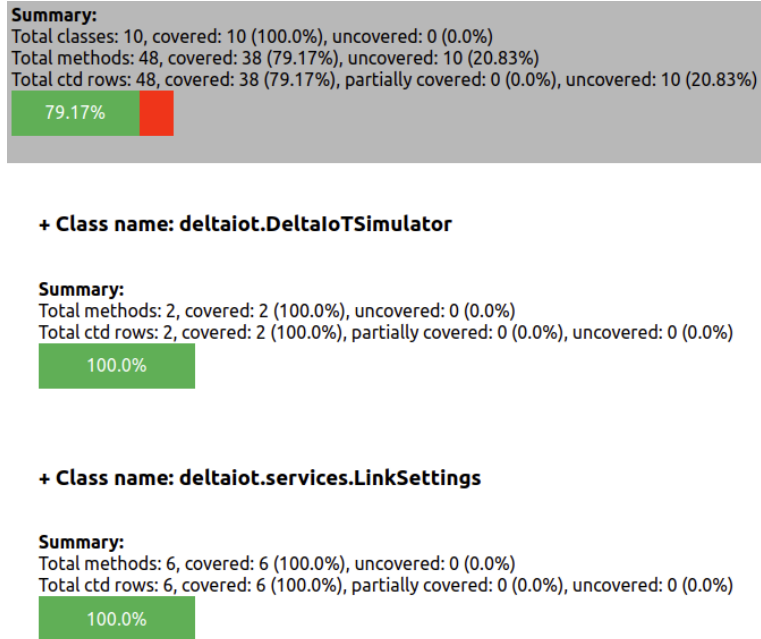 Summary:
Total classes: 10, covered: 10 (100.0%), uncovered: 0 (0.0%)
Total methods: 48, covered: 38 (79.17%), uncovered: 10 (20.83%)
Total ctd rows: 48, covered: 38 (79.17%), partially covered: 0 (0.0%), uncovered: 10 (20.83%)
79.17%
+ Class name: deltaiot.DeltaIoTSimulator
Summary:
Total methods: 2, covered: 2 (100.0%), uncovered: 0 (0.0%)
Total ctd rows: 2, covered: 2 (100.0%), partially covered: 0 (0.0%), uncovered: 0 (0.0%)
100.0%
+ Class name: deltaiot.services.LinkSettings
Summary:
Total methods: 6, covered: 6 (100.0%), uncovered: 0 (0.0%)
Total ctd rows: 6, covered: 6 (100.0%), partially covered: 0 (0.0%), uncovered: 0 (0.0%)
100.0%